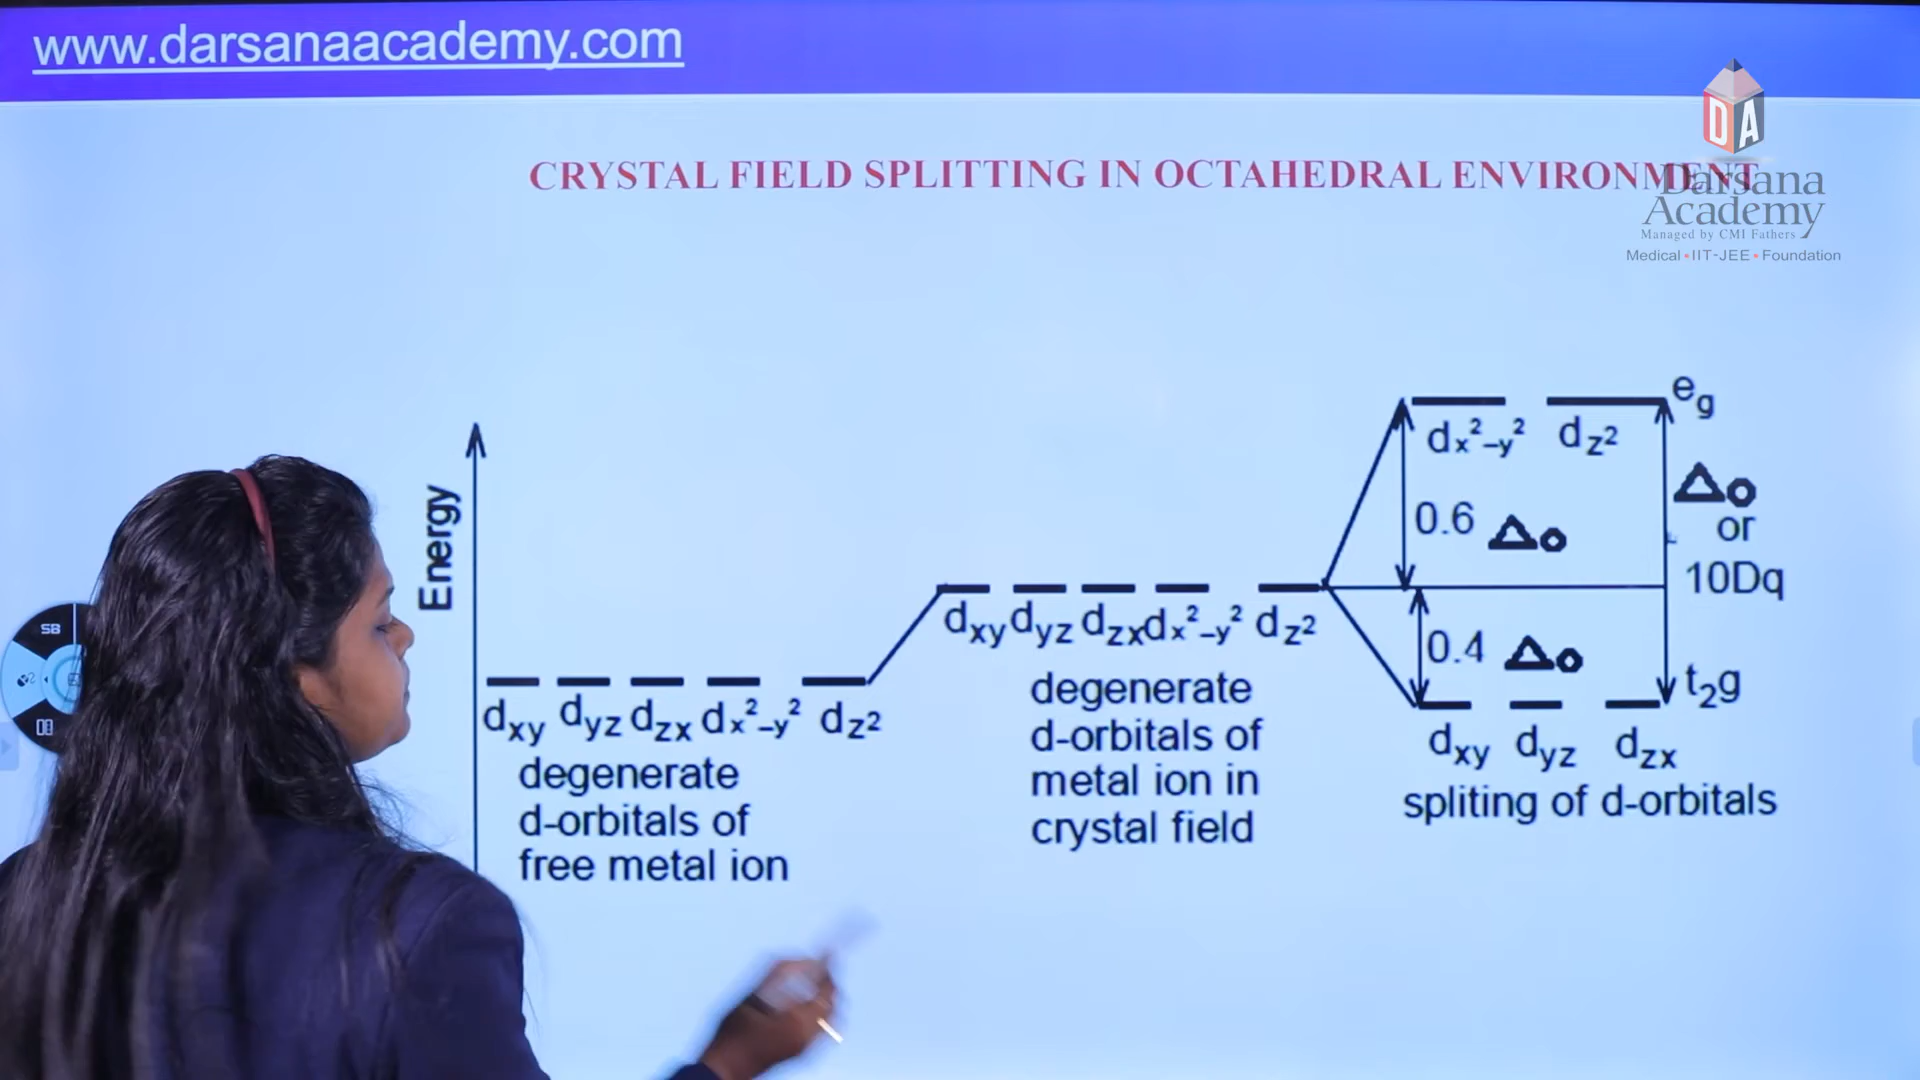 www.darsanaacademy.com
DA
CRYSTAL FIELD SPLITTING IN OCTAHEDRAL ENVIRONMENT
Darsana
Academy
Managed by CMI Fathers
Medical • IIT-JEE • Foundation
Energy
dxy dyz dzx dx²–y² dz²
degenerate
d-orbitals of
free metal ion
dxy dyz dzx dx²–y² dz²
degenerate
d-orbitals of
metal ion in
crystal field
eg
dx²–y² dz²
0.6 Δo
Δo
or
10Dq
0.4 Δo
t2g
dxy dyz dzx
spliting of d-orbitals
SB